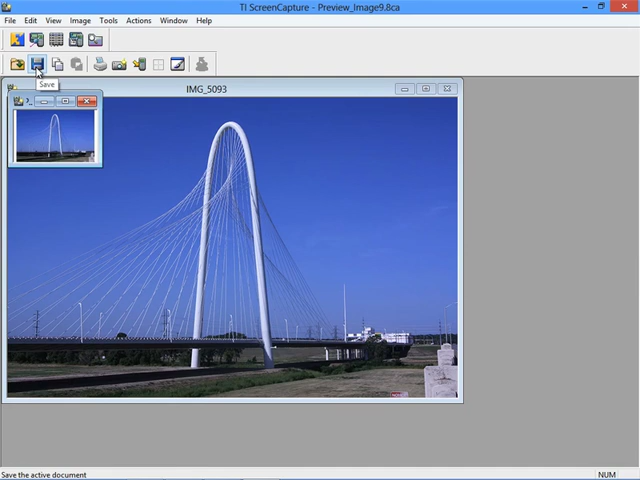 TI ScreenCapture - Preview_Image9.8ca
File Edit View Image Tools Actions Window Help
Save
IMG_5093
Save the active document
NUM